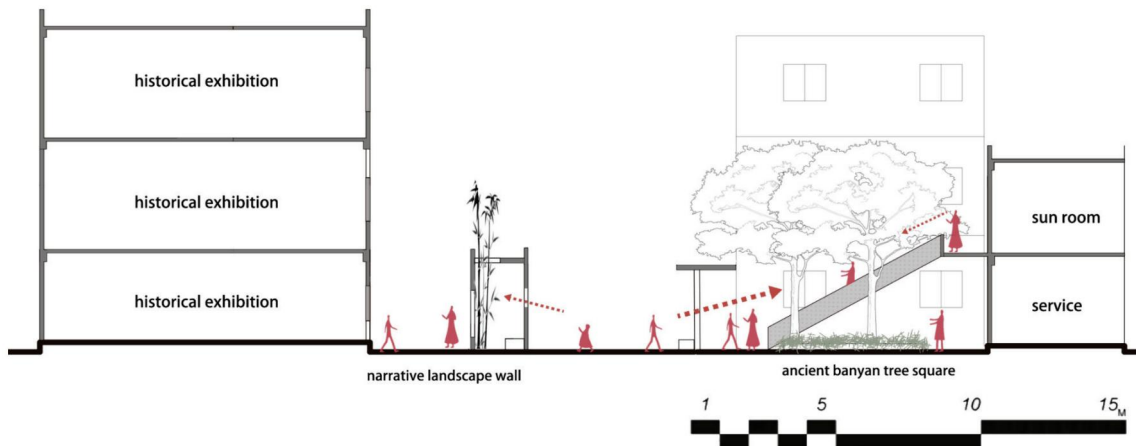 historical exhibition
historical exhibition
historical exhibition
sun room
service
narrative landscape wall
ancient banyan tree square
1 5 10 15M